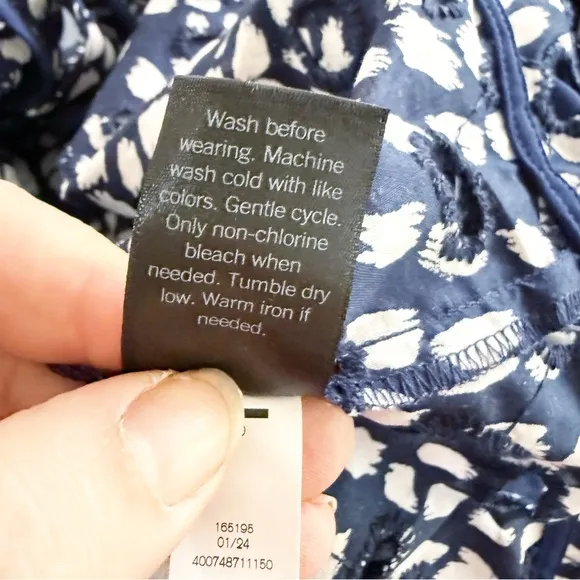 Wash before
wearing. Machine
wash cold with like
colors. Gentle cycle.
Only non-chlorine
bleach when
needed. Tumble dry
low. Warm iron if
needed.
165195
01/24
400748711150